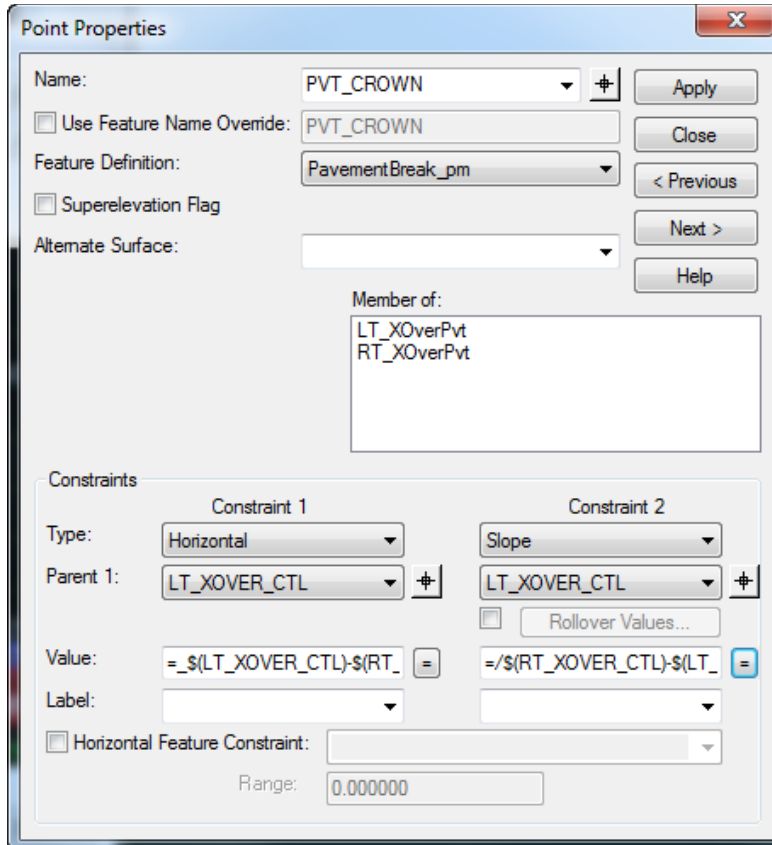 Point Properties
Name: PVT_CROWN Apply
Use Feature Name Override: PVT_CROWN Close
Feature Definition: PavementBreak_pm < Previous
Superelevation Flag
Alternate Surface: Next >
Help
Member of:
LT_XOverPvt
RT_XOverPvt
Constraints
Constraint 1 Constraint 2
Type: Horizontal Slope
Parent 1: LT_XOVER_CTL LT_XOVER_CTL
Rollover Values...
Value: =_$(LT_XOVER_CTL)-$(RT_ = =/$(RT_XOVER_CTL)-$(LT_ =
Label:
Horizontal Feature Constraint:
Range: 0.000000